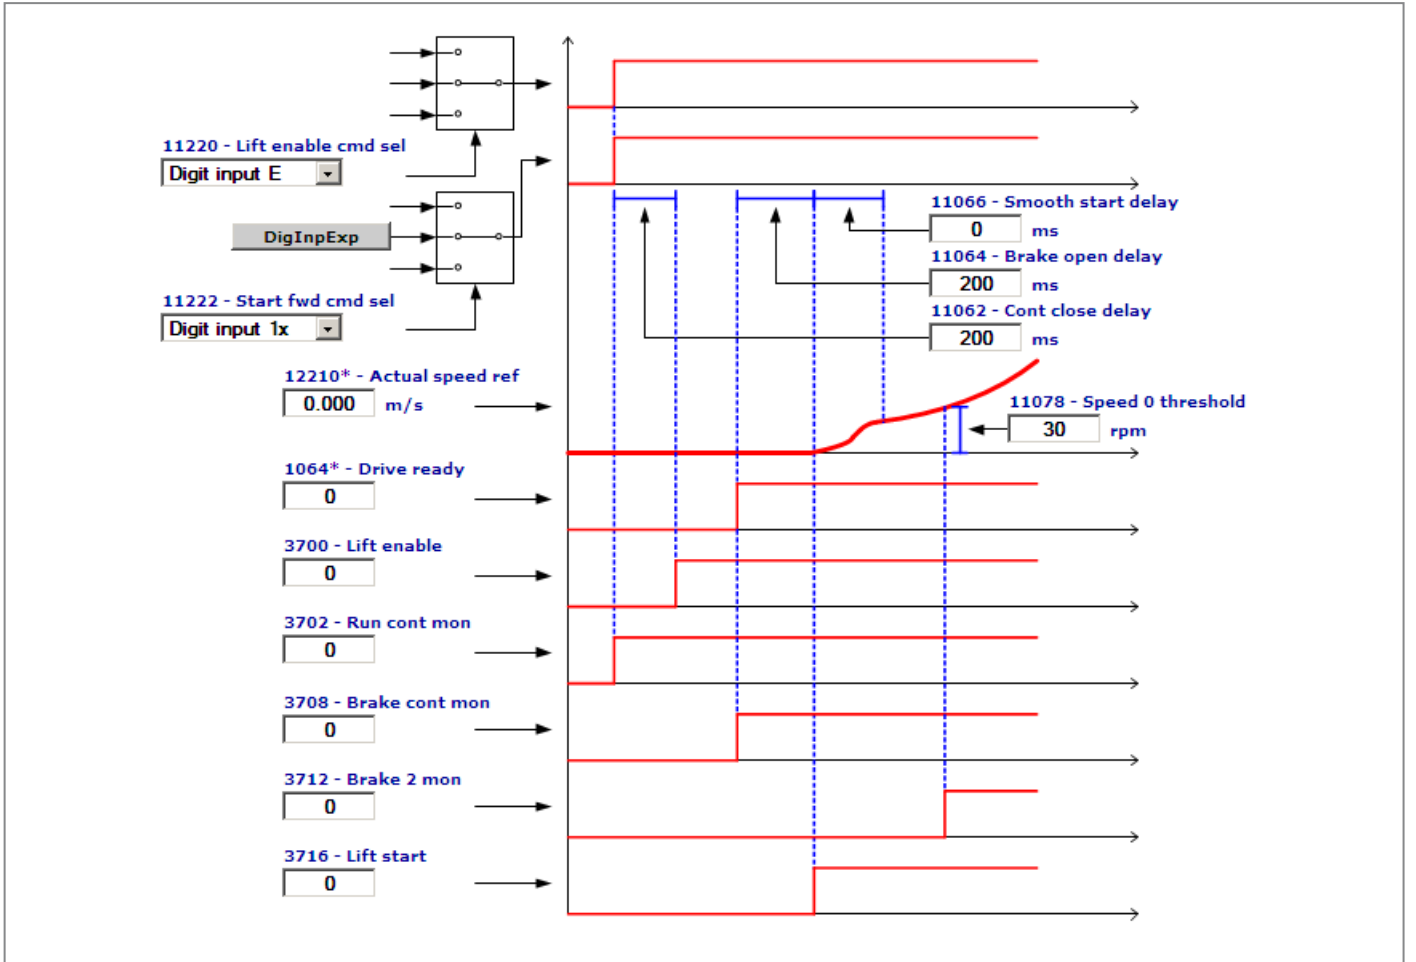 11220 - Lift enable cmd sel
Digit input E
DigInpExp
11222 - Start fwd cmd sel
Digit input 1x
11066 - Smooth start delay
0 ms
11064 - Brake open delay
200 ms
11062 - Cont close delay
200 ms
12210* - Actual speed ref
0.000 m/s
11078 - Speed 0 threshold
30 rpm
1064* - Drive ready
0
3700 - Lift enable
0
3702 - Run cont mon
0
3708 - Brake cont mon
0
3712 - Brake 2 mon
0
3716 - Lift start
0